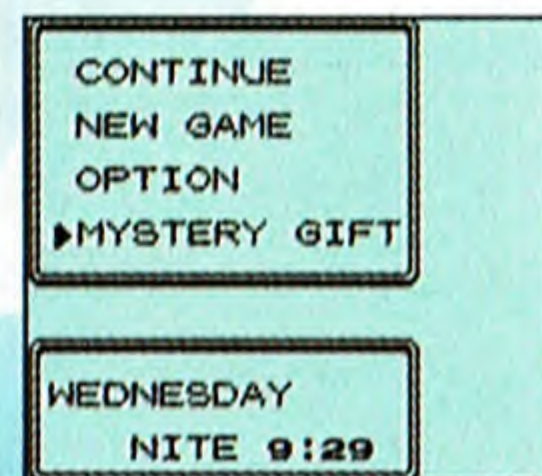 CONTINUE
NEW GAME
OPTION
▶MYSTERY GIFT
WEDNESDAY
NITE 9:29